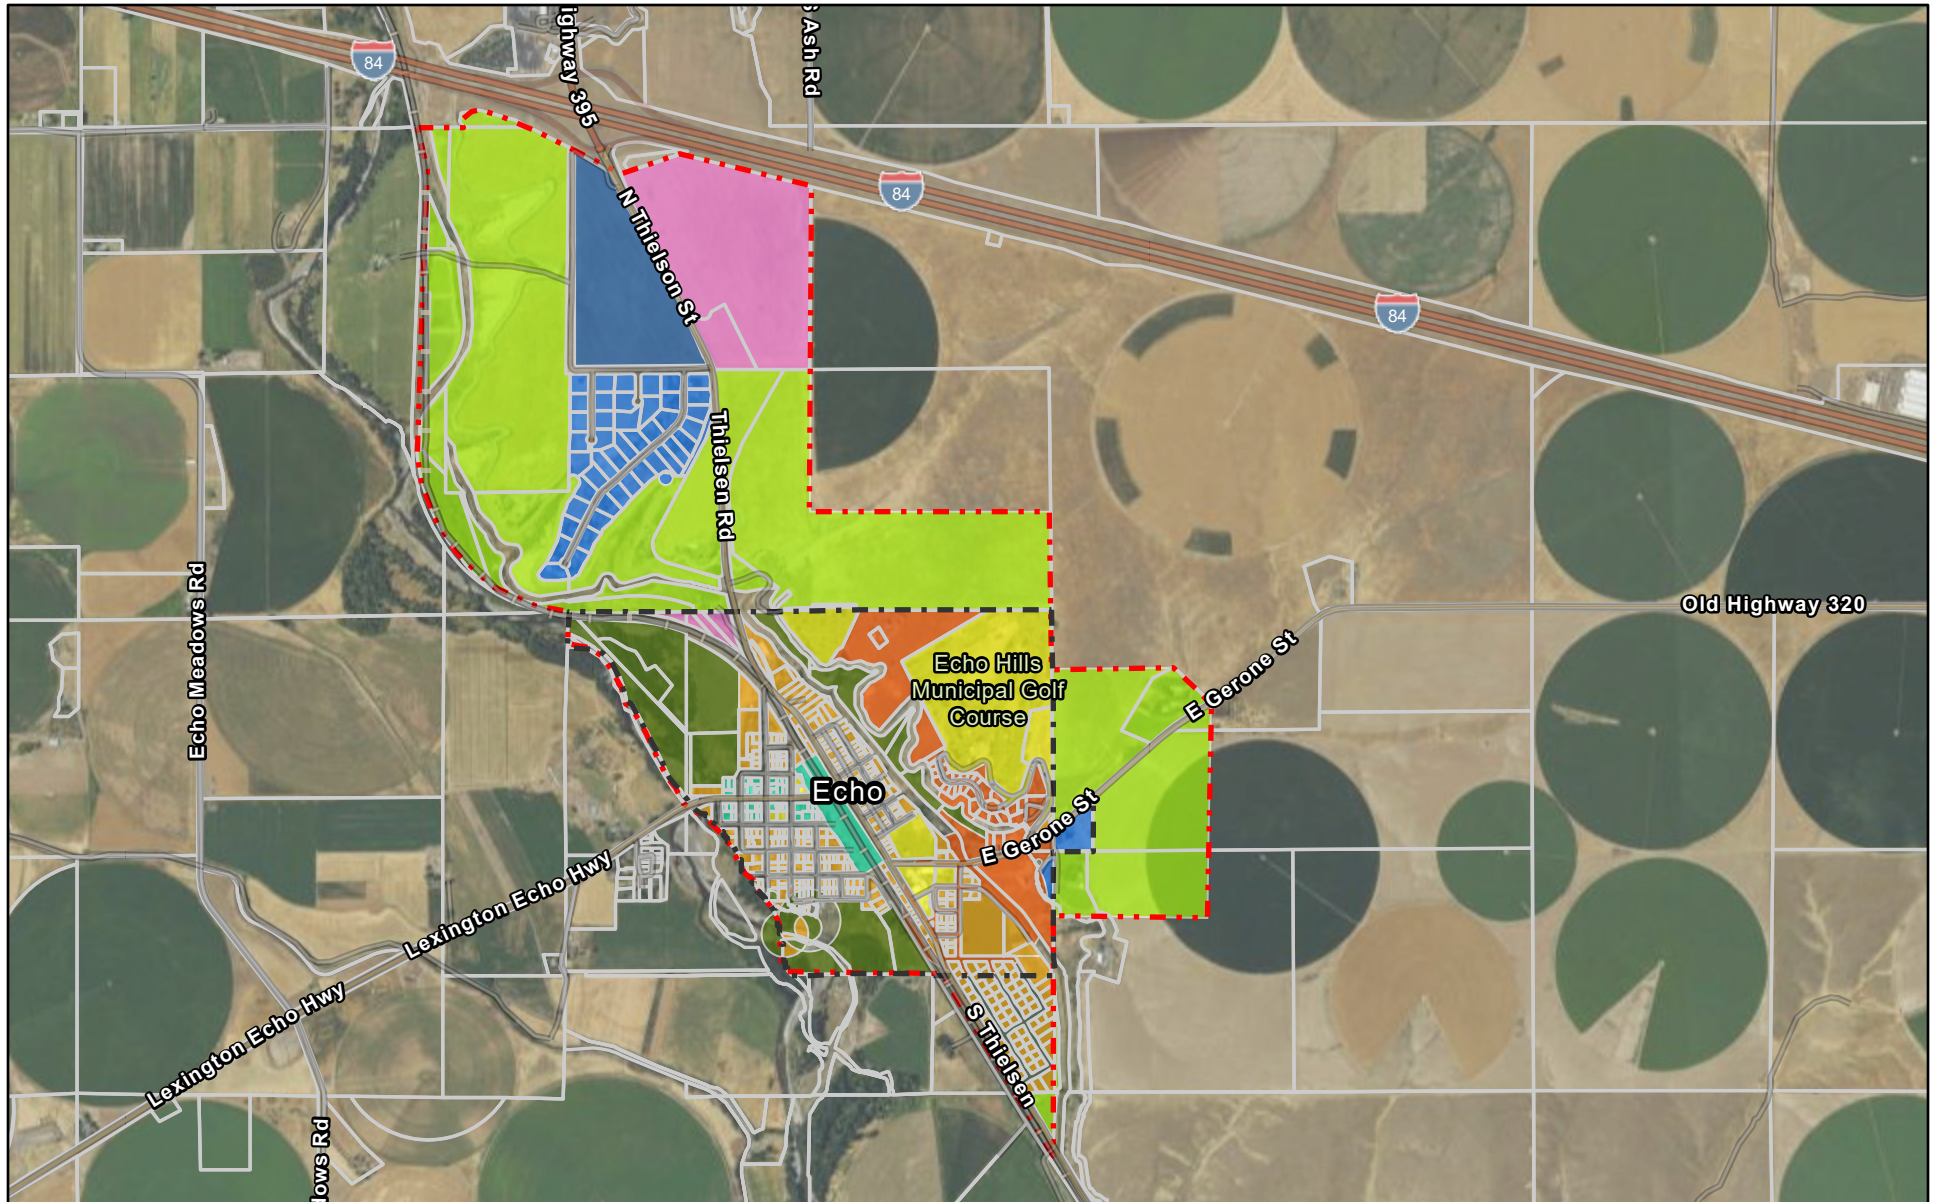 ighway 395
S Ash Rd
84
84
84
N Thielson St
Thielsen Rd
Echo Meadows Rd
Old Highway 320
E Gerone St
Echo Hills
Municipal Golf
Course
Echo
E Gerone St
Lexington Echo Hwy
Lexington Echo Hwy
S Thielsen
dows Rd